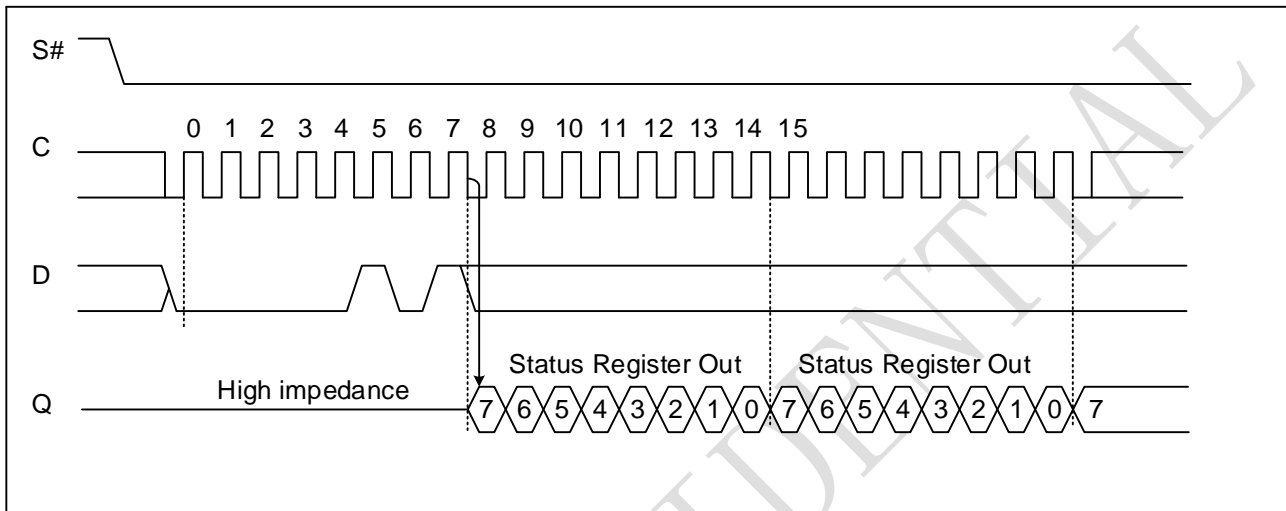 S#
0 1 2 3 4 5 6 7 8 9 10 11 12 13 14 15
C
D
Status Register Out Status Register Out
High impedance
Q 7 6 5 4 3 2 1 0 7 6 5 4 3 2 1 0 7